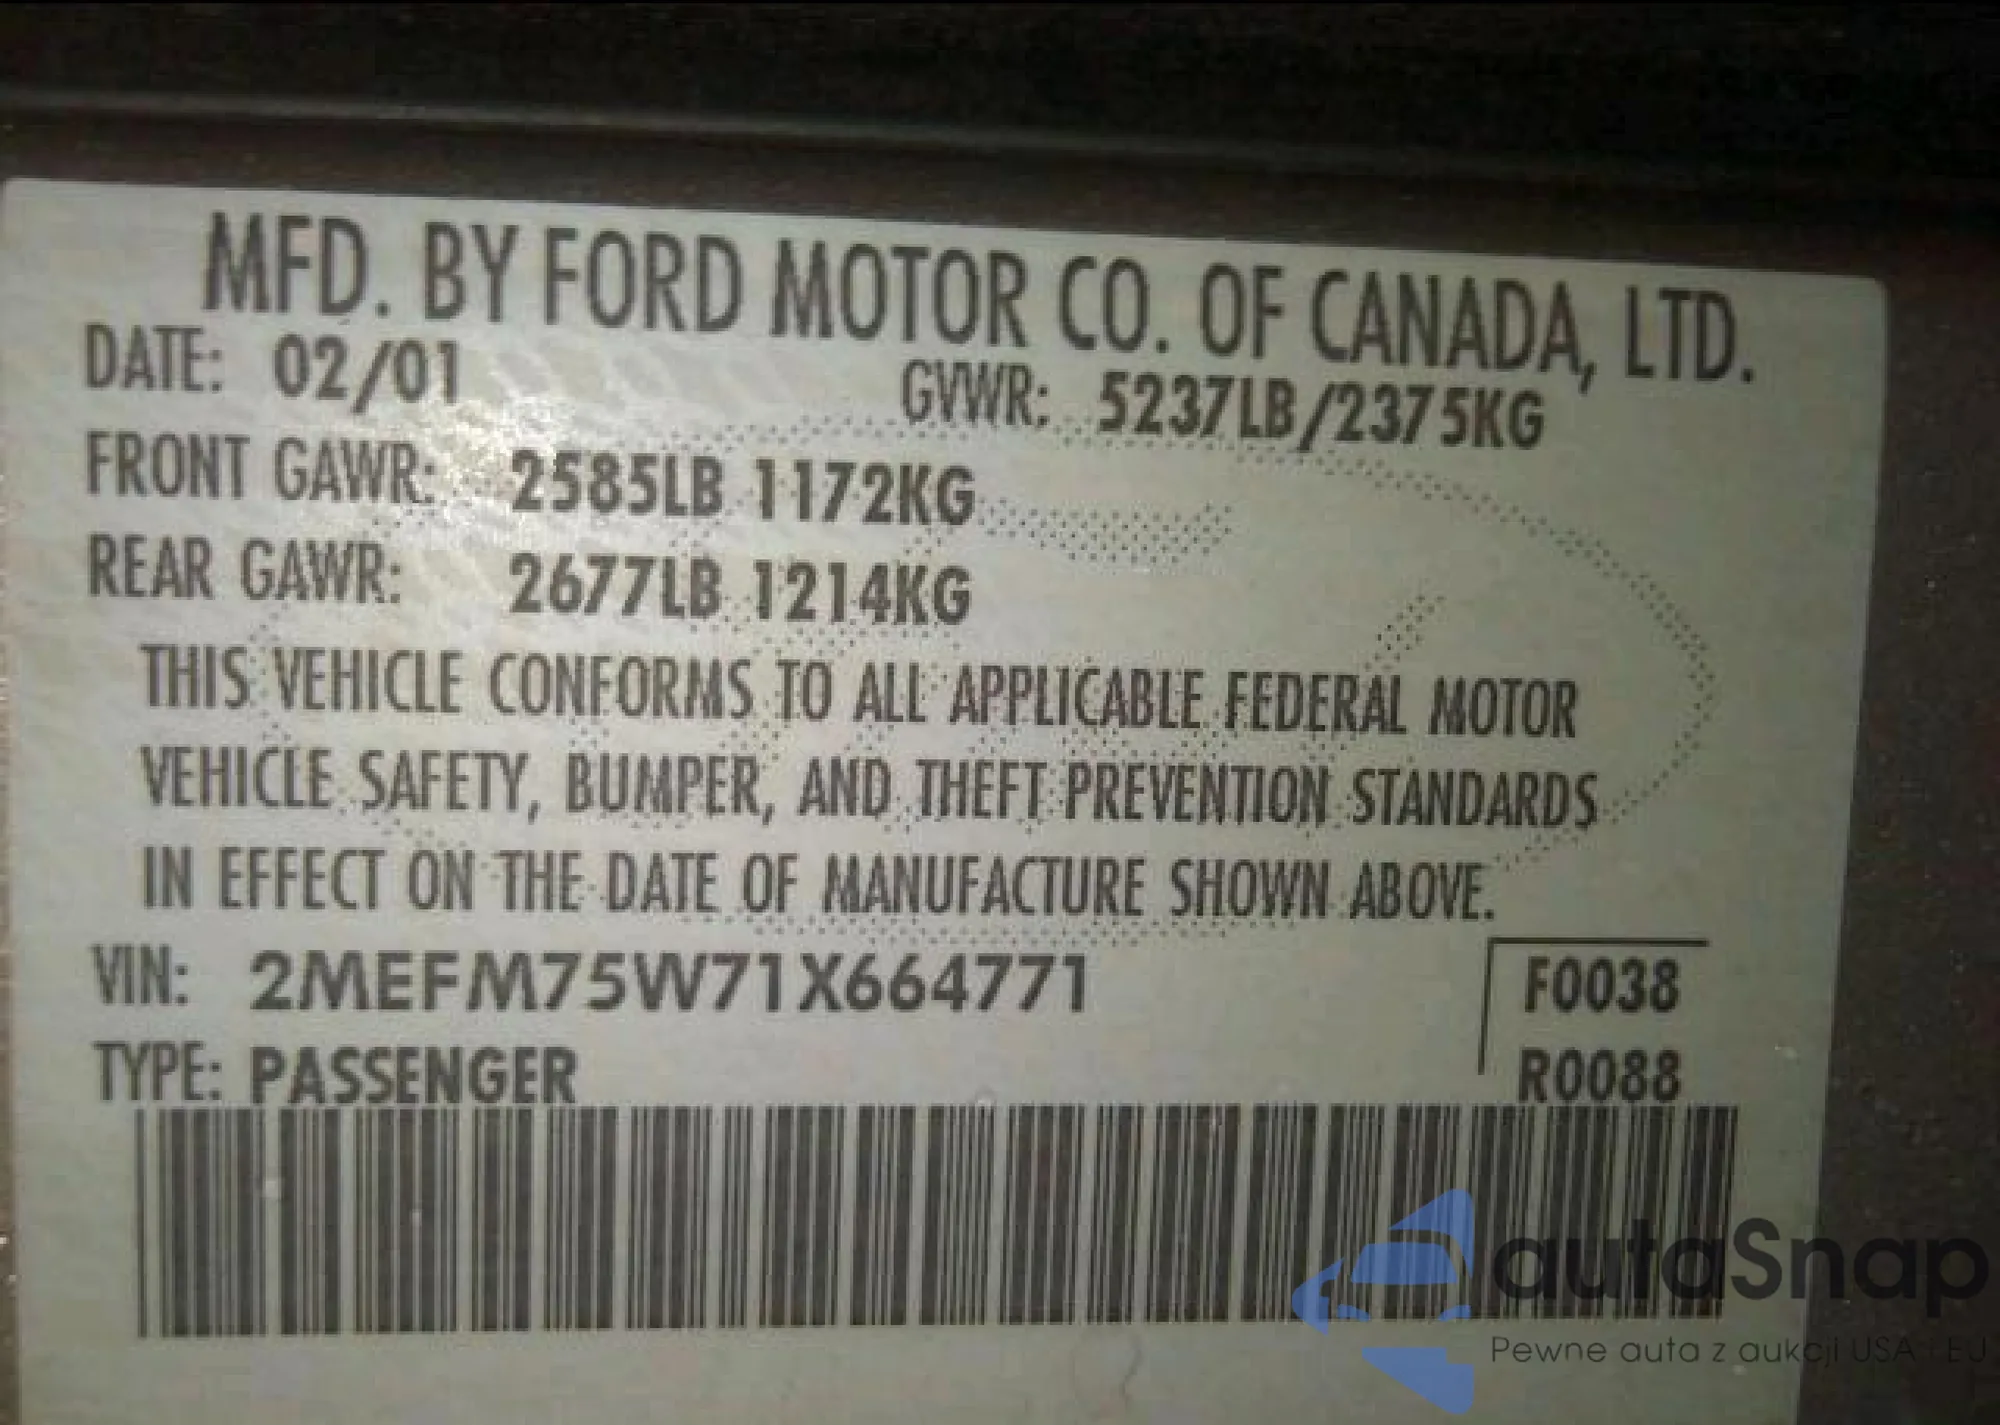 MFD. BY FORD MOTOR CO. OF CANADA, LTD.
DATE: 02/01
GVWR: 5237LB/2375KG
FRONT GAWR: 2585LB 1172KG
REAR GAWR: 2677LB 1214KG
THIS VEHICLE CONFORMS TO ALL APPLICABLE FEDERAL MOTOR
VEHICLE SAFETY, BUMPER, AND THEFT PREVENTION STANDARDS
IN EFFECT ON THE DATE OF MANUFACTURE SHOWN ABOVE.
VIN: 2MEFM75W71X664771
F0038
TYPE: PASSENGER
R0088
autaSnap
Pewne auta z aukcji USA i EU